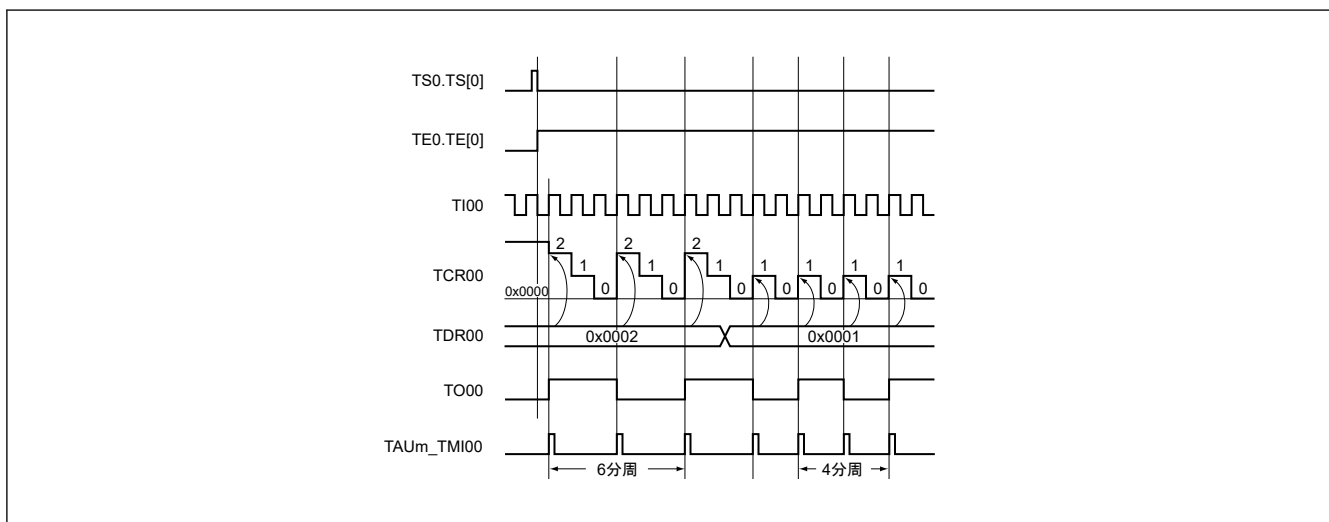 TS0.TS[0]
TE0.TE[0]
TI00
TCR00
0x0000
2
1
0
2
1
0
2
1
0
1
0
1
0
1
0
1
0
TDR00
0x0002
0x0001
TO00
TAUm_TMI00
6分周
4分周